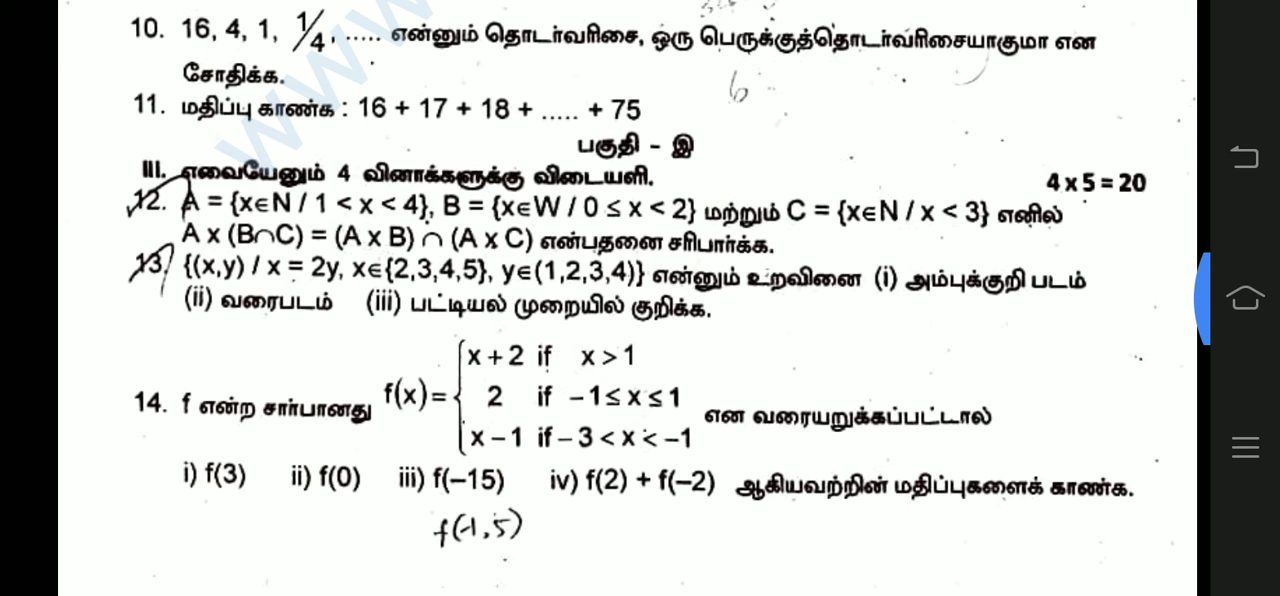 10. 16, 4, 1, 1/4, ..... என்னும் தொடர்வரிசை, ஒரு பெருக்குத்தொடர்வரிசையாகுமா என
சோதிக்க.
6
11. மதிப்பு காண்க : 16 + 17 + 18 + ..... + 75
பகுதி - இ
III. எவையேனும் 4 வினாக்களுக்கு விடையளி. 4 x 5 = 20
12. A = {x∈N / 1 < x < 4}, B = {x∈W / 0 ≤ x < 2} மற்றும் C = {x∈N / x < 3} எனில்
A x (B∩C) = (A x B) ∩ (A x C) என்பதனை சரிபார்க்க.
13. {(x,y) / x = 2y, x∈{2,3,4,5}, y∈(1,2,3,4)} என்னும் உறவினை (i) அம்புக்குறி படம்
(ii) வரைபடம் (iii) பட்டியல் முறையில் குறிக்க.
x + 2 if x > 1
14. f என்ற சார்பானது f(x) = { 2 if −1 ≤ x ≤ 1 என வரையறுக்கப்பட்டால்
x − 1 if − 3 < x < −1
i) f(3) ii) f(0) iii) f(−15) iv) f(2) + f(−2) ஆகியவற்றின் மதிப்புகளைக் காண்க.
f(-1,5)